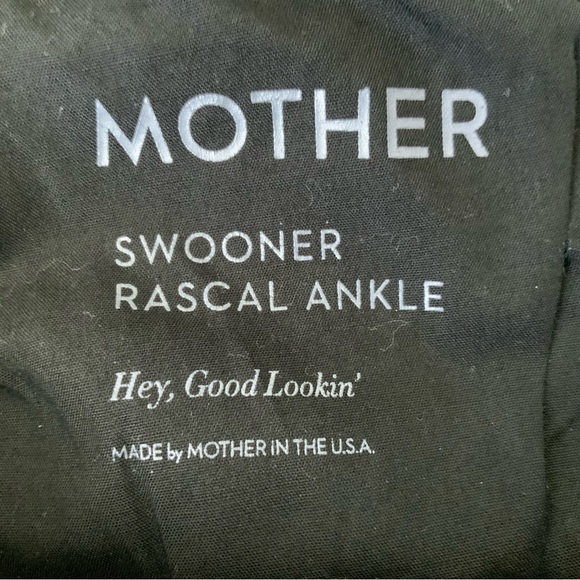 MOTHER
SWOONER
RASCAL ANKLE
Hey, Good Lookin'
MADE by MOTHER IN THE U.S.A.